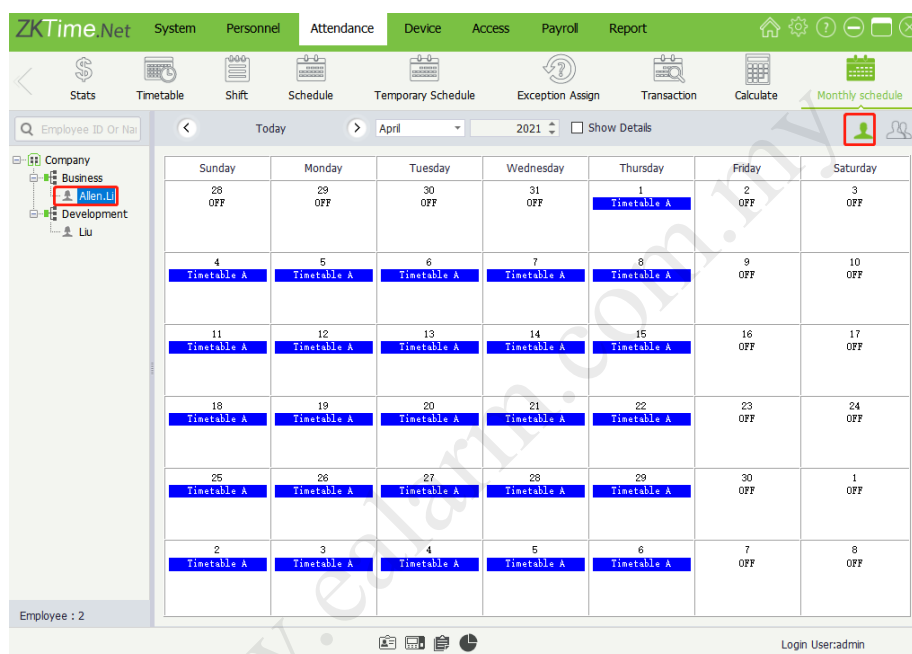 ZKTime.Net System Personnel Attendance Device Access Payroll Report
Stats Timetable Shift Schedule Temporary Schedule Exception Assign Transaction Calculate Monthly schedule
Employee ID Or Nai Today April 2021 Show Details
Company
Business
Allen.Li
Development
Liu
Sunday Monday Tuesday Wednesday Thursday Friday Saturday
28 29 30 31 1 2 3
OFF OFF OFF OFF Timetable A OFF OFF
4 5 6 7 8 9 10
Timetable A Timetable A Timetable A Timetable A Timetable A OFF OFF
11 12 13 14 15 16 17
Timetable A Timetable A Timetable A Timetable A Timetable A OFF OFF
18 19 20 21 22 23 24
Timetable A Timetable A Timetable A Timetable A Timetable A OFF OFF
25 26 27 28 29 30 1
Timetable A Timetable A Timetable A Timetable A Timetable A OFF OFF
2 3 4 5 6 7 8
Timetable A Timetable A Timetable A Timetable A Timetable A OFF OFF
Employee : 2
Login User:admin
y.ealarm.com.my